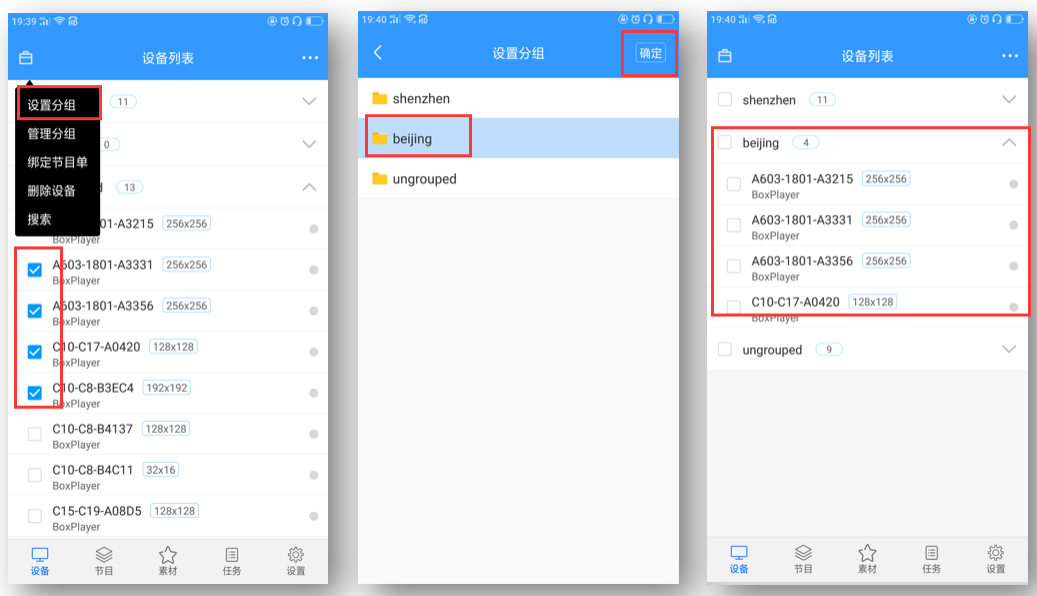 19:39
设备列表
设置分组
11
管理分组
0
绑定节目单
13
删除设备
搜索
01-A3215 256x256
BoxPlayer
A603-1801-A3331 256x256
BoxPlayer
A603-1801-A3356 256x256
BoxPlayer
C10-C17-A0420 128x128
BoxPlayer
C10-C8-B3EC4 192x192
BoxPlayer
C10-C8-B4137 128x128
BoxPlayer
C10-C8-B4C11 32x16
BoxPlayer
C15-C19-A08D5 128x128
BoxPlayer
设备 节目 素材 任务 设置
19:40
设置分组 确定
shenzhen
beijing
ungrouped
19:40
设备列表
shenzhen 11
beijing 4
A603-1801-A3215 256x256
BoxPlayer
A603-1801-A3331 256x256
BoxPlayer
A603-1801-A3356 256x256
BoxPlayer
C10-C17-A0420 128x128
BoxPlayer
ungrouped 9
设备 节目 素材 任务 设置